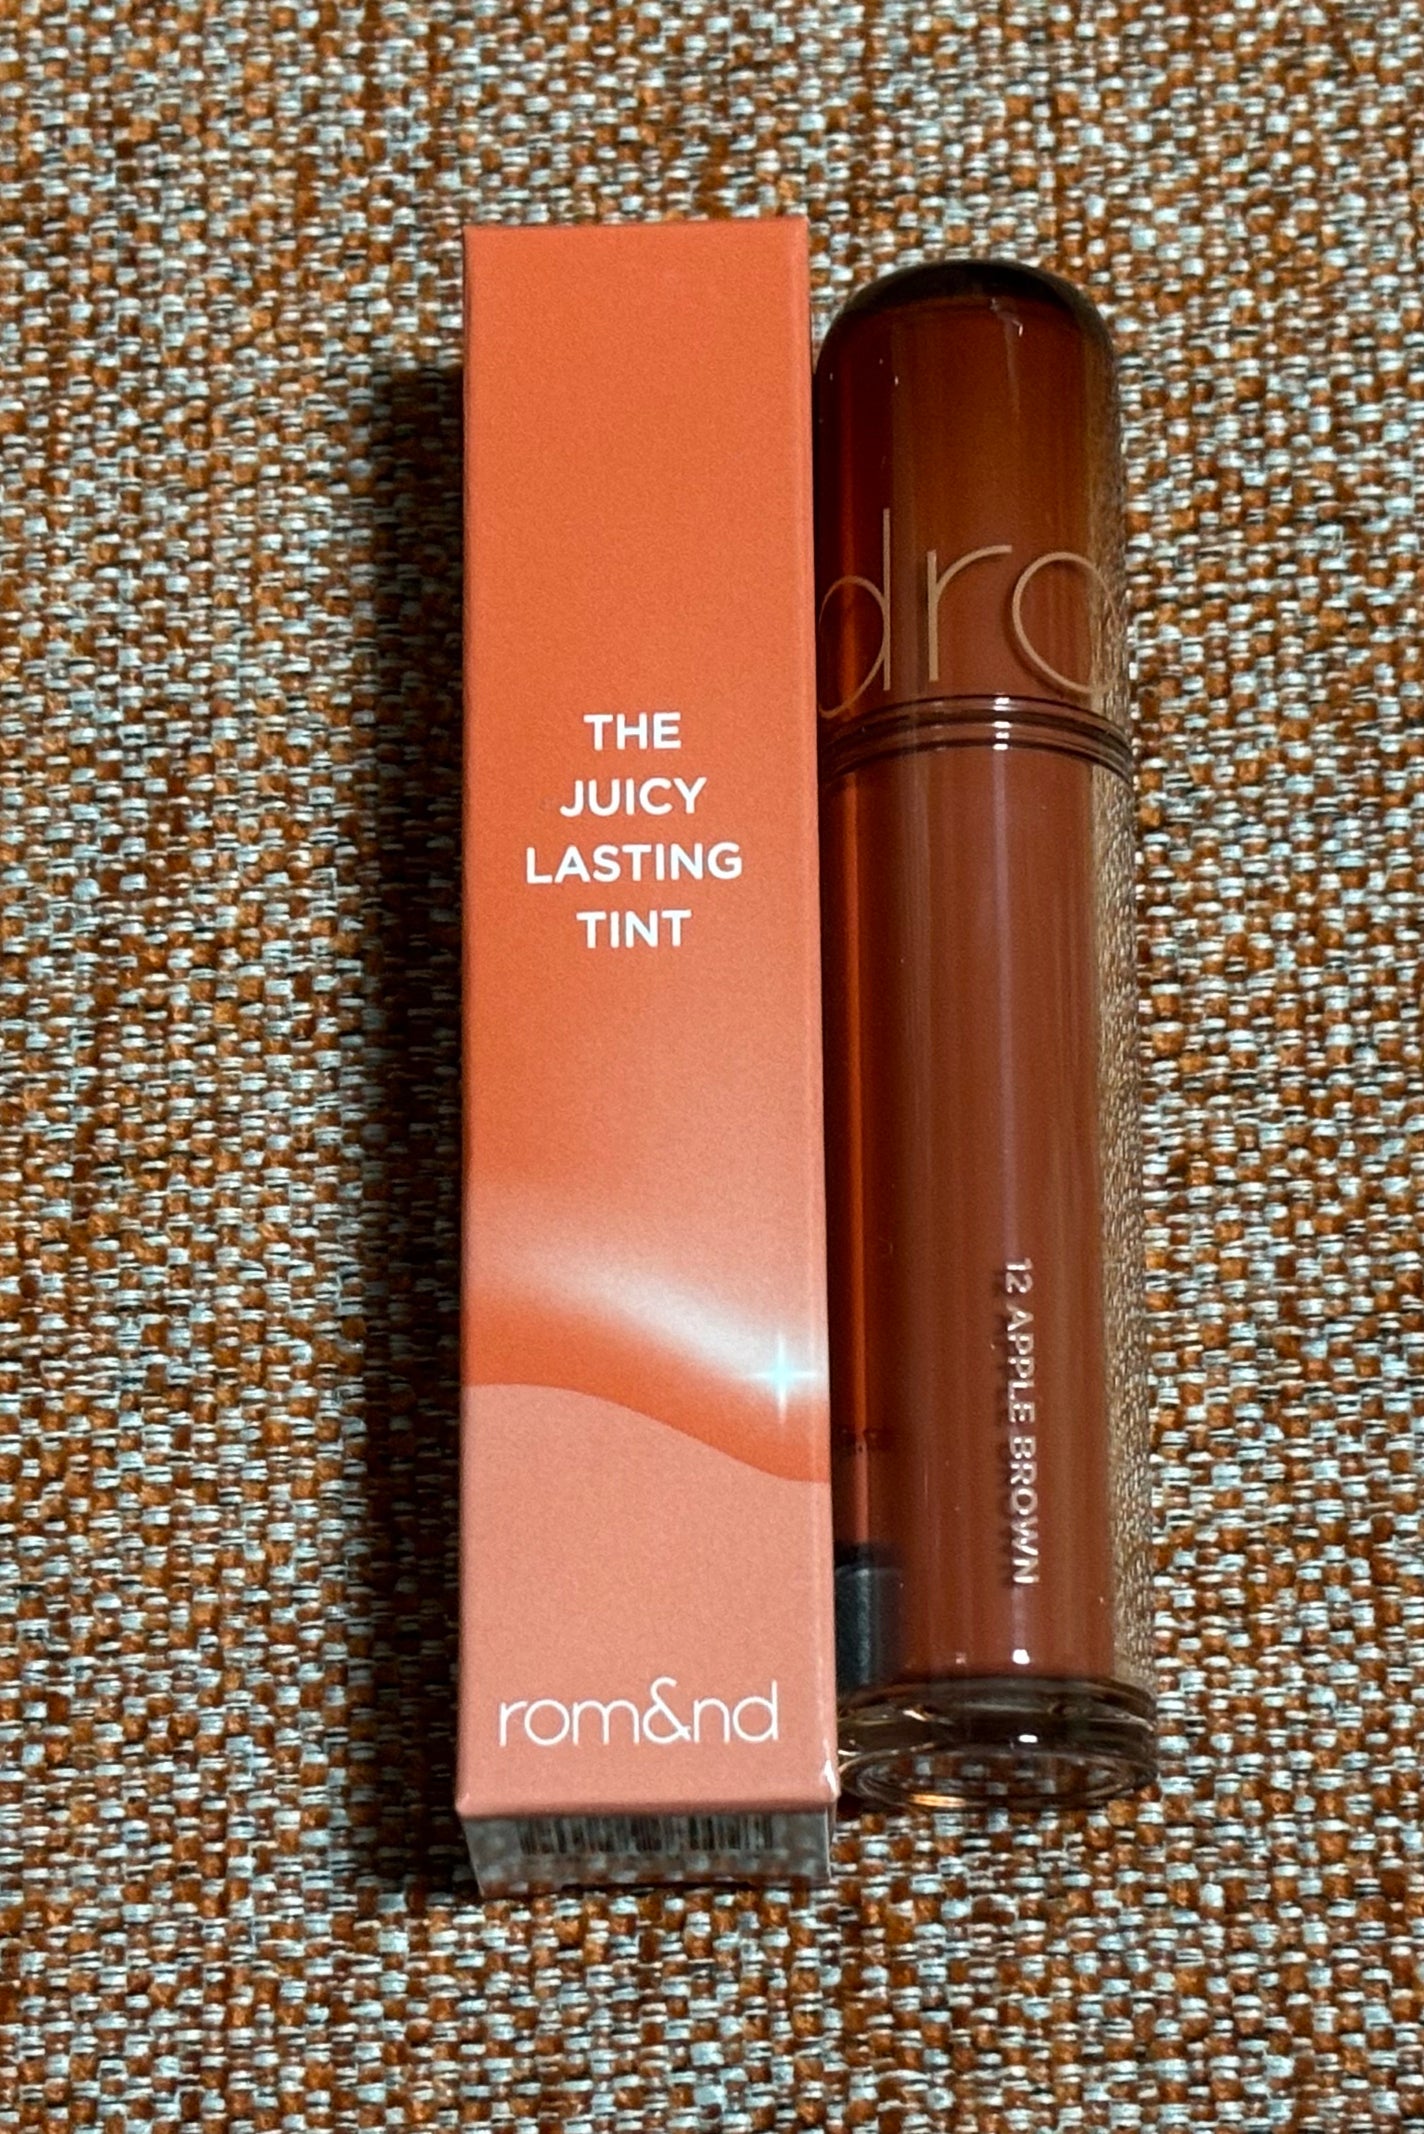 THE
JUICY
LASTING
TINT
rom&nd
12 APPLE BROWN